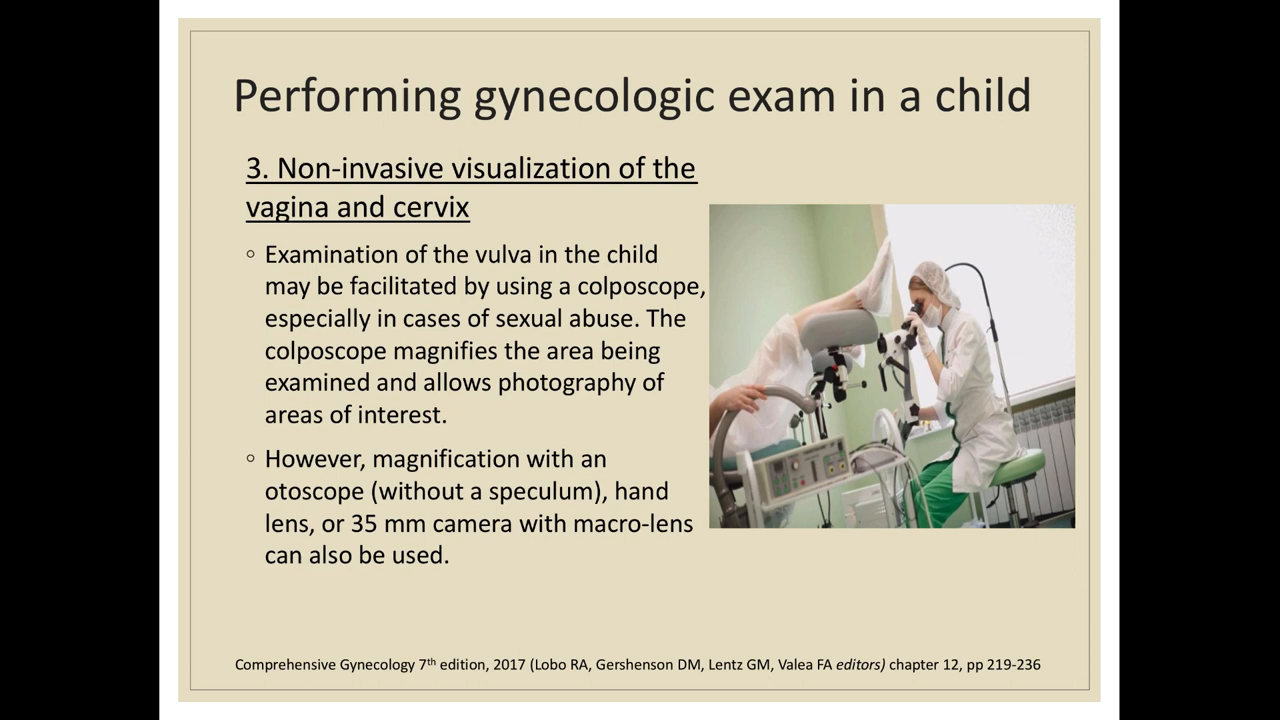 Performing gynecologic exam in a child
3. Non-invasive visualization of the
vagina and cervix
◦ Examination of the vulva in the child
may be facilitated by using a colposcope,
especially in cases of sexual abuse. The
colposcope magnifies the area being
examined and allows photography of
areas of interest.
◦ However, magnification with an
otoscope (without a speculum), hand
lens, or 35 mm camera with macro-lens
can also be used.
Comprehensive Gynecology 7th edition, 2017 (Lobo RA, Gershenson DM, Lentz GM, Valea FA editors) chapter 12, pp 219-236